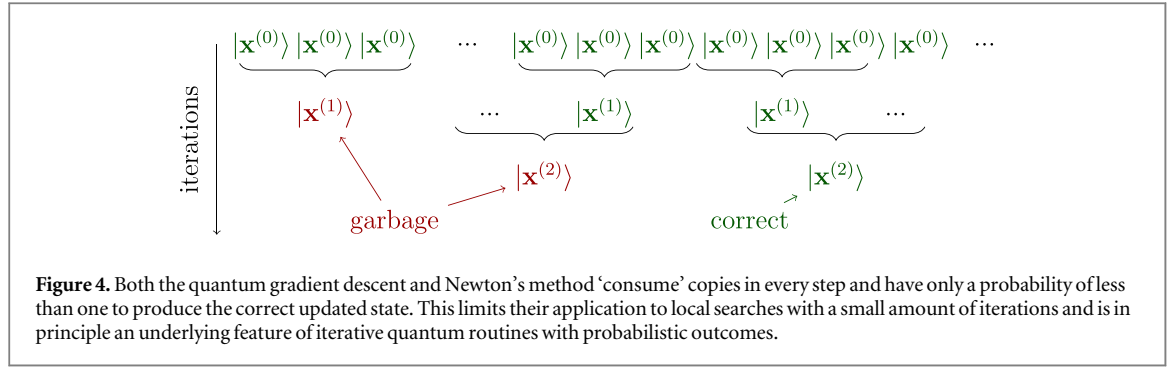 |x^(0)⟩ |x^(0)⟩ |x^(0)⟩ ... |x^(0)⟩ |x^(0)⟩ |x^(0)⟩ |x^(0)⟩ |x^(0)⟩ |x^(0)⟩ |x^(0)⟩ ...
iterations
|x^(1)⟩ ... |x^(1)⟩ |x^(1)⟩ ...
|x^(2)⟩ |x^(2)⟩
garbage correct
Figure 4. Both the quantum gradient descent and Newton's method ‘consume’ copies in every step and have only a probability of less
than one to produce the correct updated state. This limits their application to local searches with a small amount of iterations and is in
principle an underlying feature of iterative quantum routines with probabilistic outcomes.